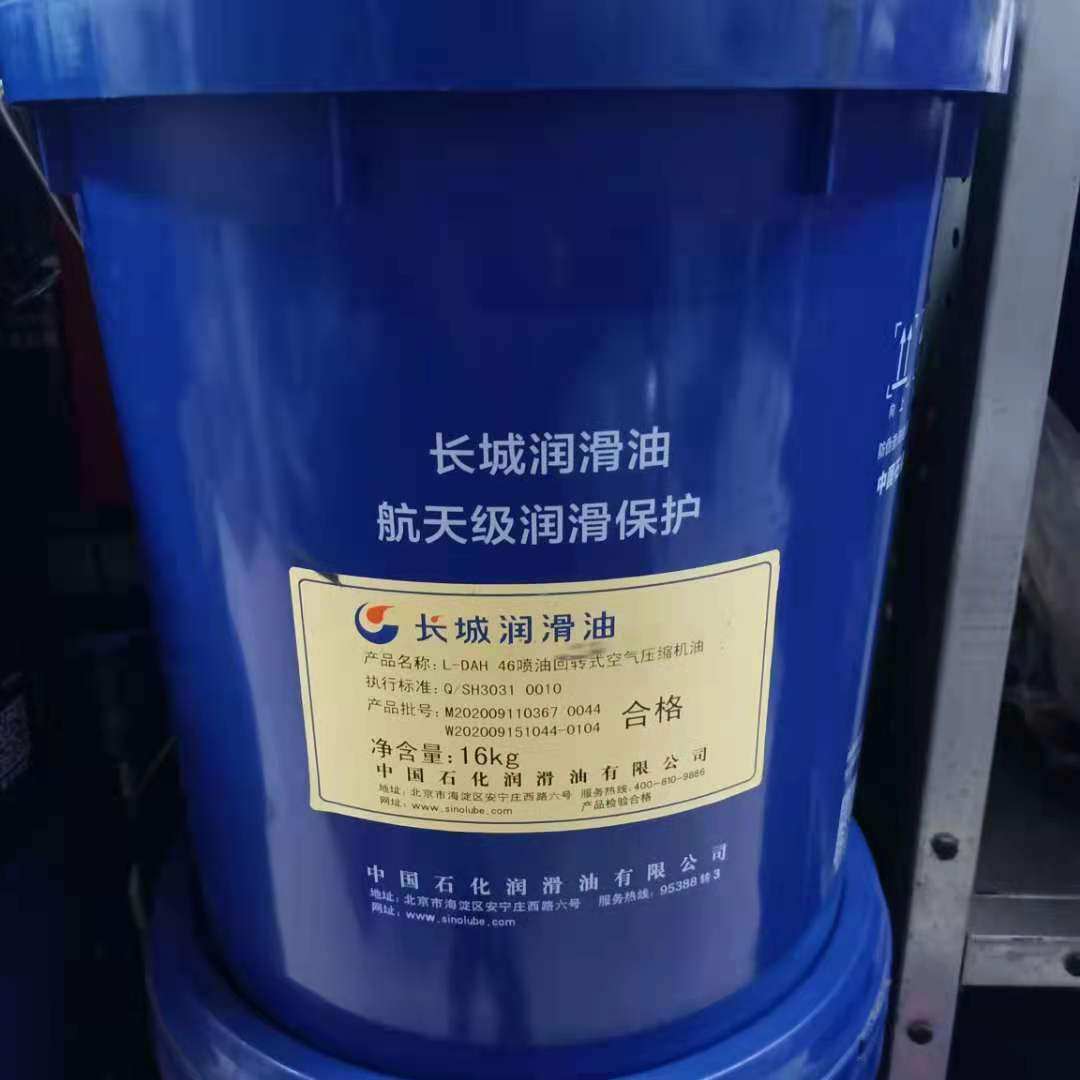 长城润滑油
航天级润滑保护
长城润滑油
产品名称:L-DAH 46喷油回转式空气压缩机油
执行标准:Q/SH3031 0010
产品批号:M202009110367 0044
W202009151044-0104
合格
净含量:16kg
中国石化润滑油有限公司
地址:北京市海淀区安宁庄西路六号 服务热线:400-810-9886
网址:www.sinolube.com 产品检验合格
中国石化润滑油有限公司
地址:北京市海淀区安宁庄西路六号 服务热线:95388转3
网址:www.sinolube.com
向上